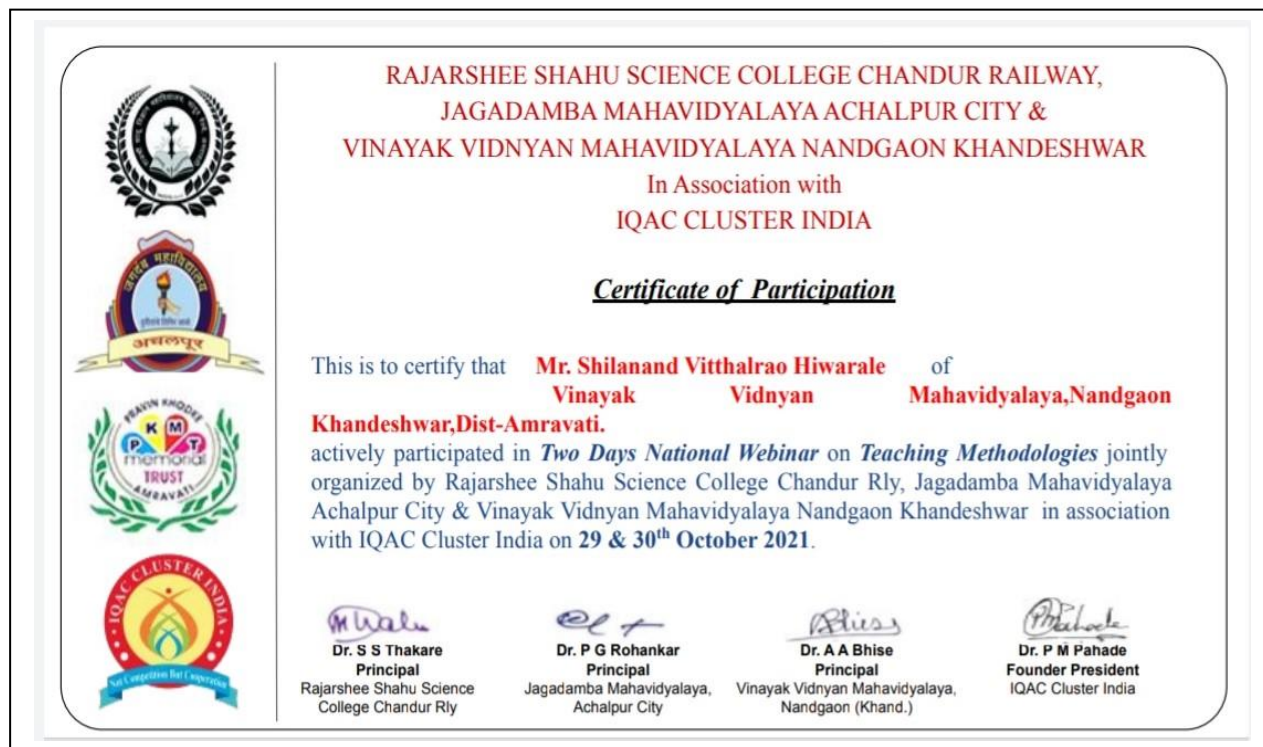 RAJARSHEE SHAHU SCIENCE COLLEGE CHANDUR RAILWAY,
JAGADAMBA MAHAVIDYALAYA ACHALPUR CITY &
VINAYAK VIDNYAN MAHAVIDYALAYA NANDGAON KHANDESHWAR
In Association with
IQAC CLUSTER INDIA
Certificate of Participation
This is to certify that Mr. Shilanand Vitthalrao Hiwarale of
Vinayak Vidnyan Mahavidyalaya,Nandgaon
Khandeshwar,Dist-Amravati.
actively participated in Two Days National Webinar on Teaching Methodologies jointly
organized by Rajarshee Shahu Science College Chandur Rly, Jagadamba Mahavidyalaya
Achalpur City & Vinayak Vidnyan Mahavidyalaya Nandgaon Khandeshwar in association
with IQAC Cluster India on 29 & 30th October 2021.
Dr. S S Thakare
Principal
Rajarshee Shahu Science
College Chandur Rly
Dr. P G Rohankar
Principal
Jagadamba Mahavidyalaya,
Achalpur City
Dr. A A Bhise
Principal
Vinayak Vidnyan Mahavidyalaya,
Nandgaon (Khand.)
Dr. P M Pahade
Founder President
IQAC Cluster India
महाविद्यालय
अचलपूर
PRAVIN KHODKE
P K M T
memorial
TRUST
AMRAVATI
IQAC CLUSTER INDIA
Not Competition But Cooperation